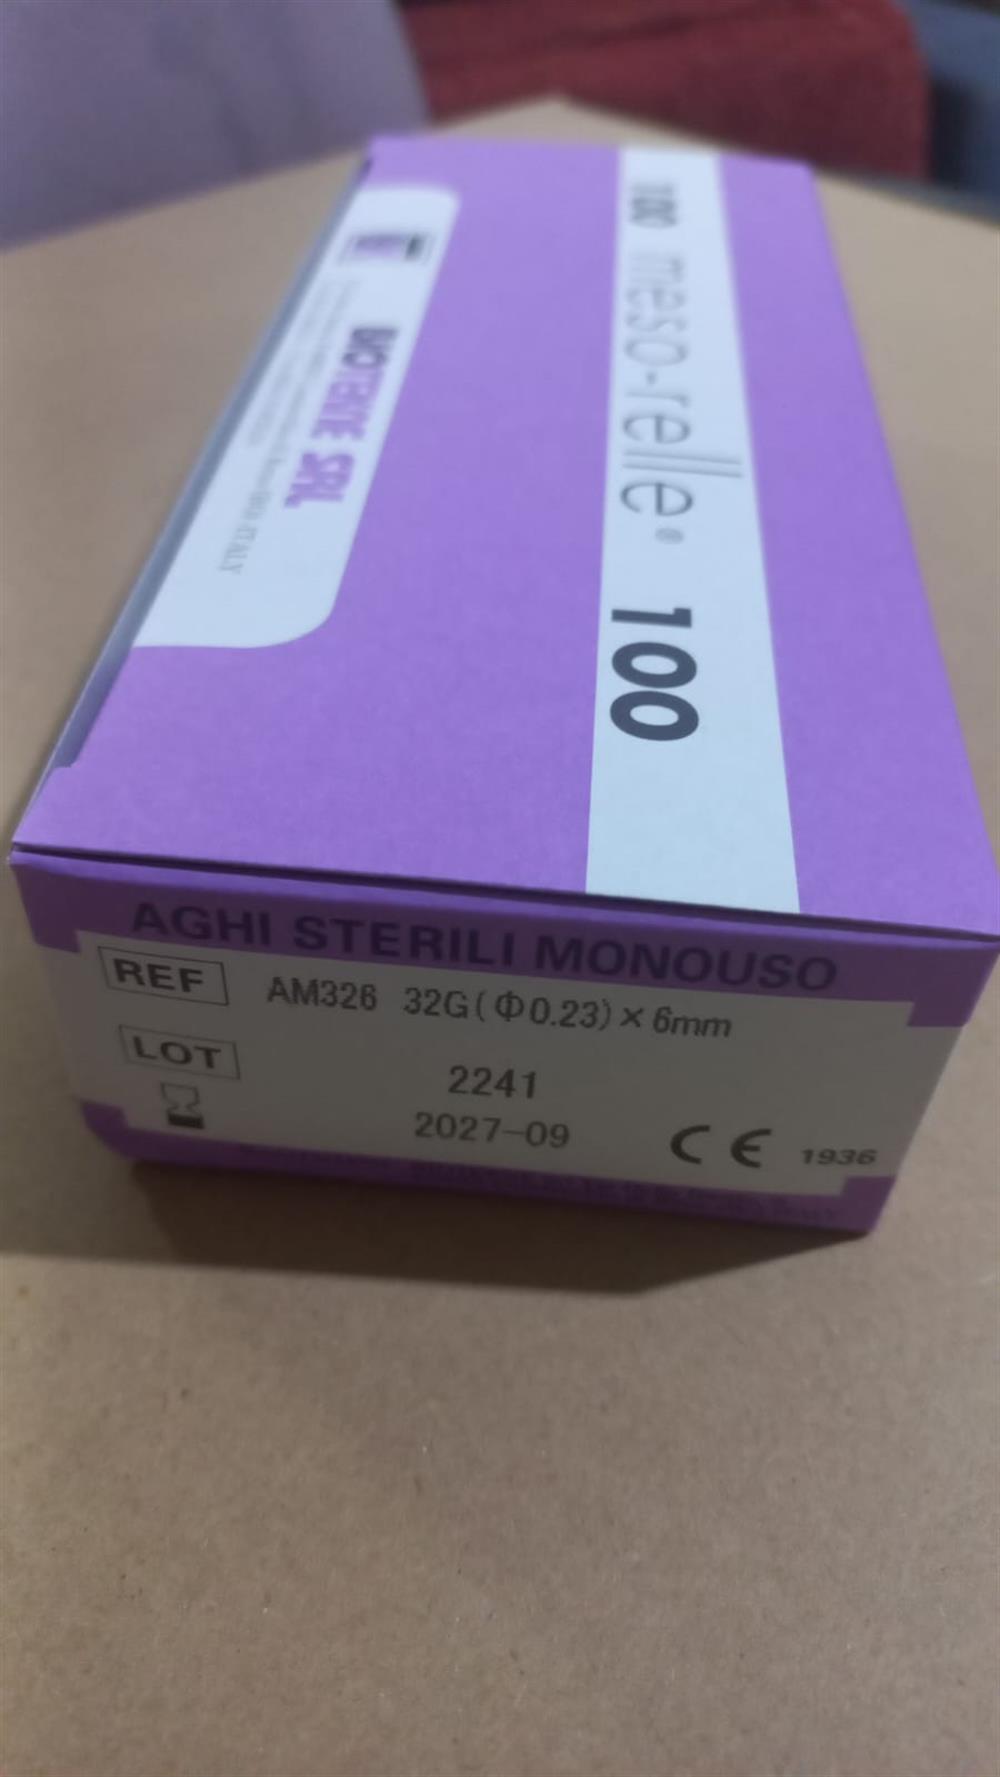 100 meso-relle® 100
BIOTEKNE SRL
ITALY
AGHI STERILI MONOUSO
REF AM326 32G(Φ0.23)×6mm
LOT 2241
2027-09
CE 1936